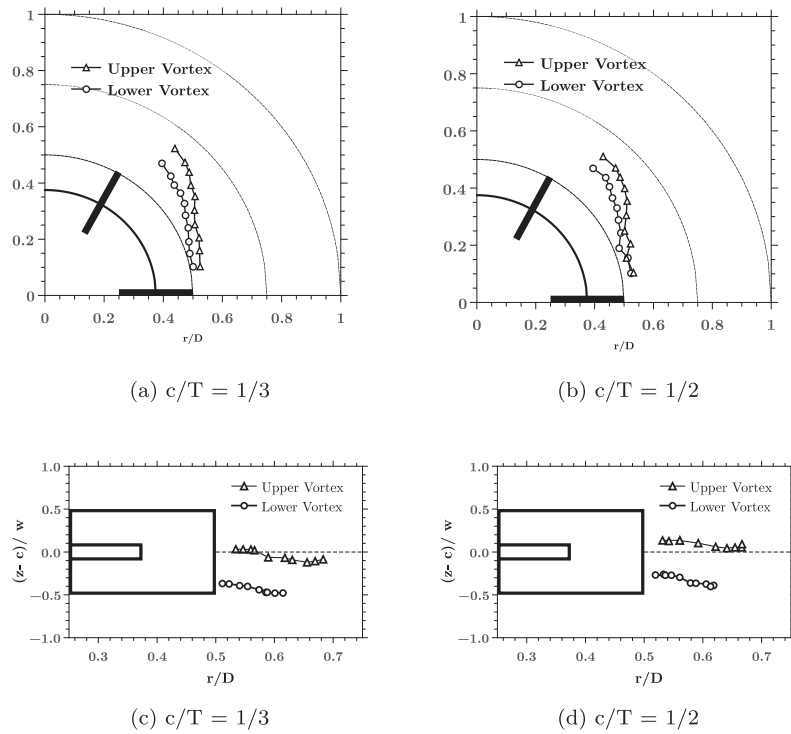 1
0.8
0.6
0.4
0.2
0
Upper Vortex
Lower Vortex
0 0.2 0.4 0.6 0.8 1
r/D
(a) c/T = 1/3
1
0.8
0.6
0.4
0.2
0
Upper Vortex
Lower Vortex
0 0.2 0.4 0.6 0.8 1
r/D
(b) c/T = 1/2
1.0
0.5
0.0
−0.5
−1.0
(z- c)/ w
Upper Vortex
Lower Vortex
0.3 0.4 0.5 0.6 0.7
r/D
(c) c/T = 1/3
1.0
0.5
0.0
−0.5
−1.0
(z- c)/ w
Upper Vortex
Lower Vortex
0.3 0.4 0.5 0.6 0.7
r/D
(d) c/T = 1/2